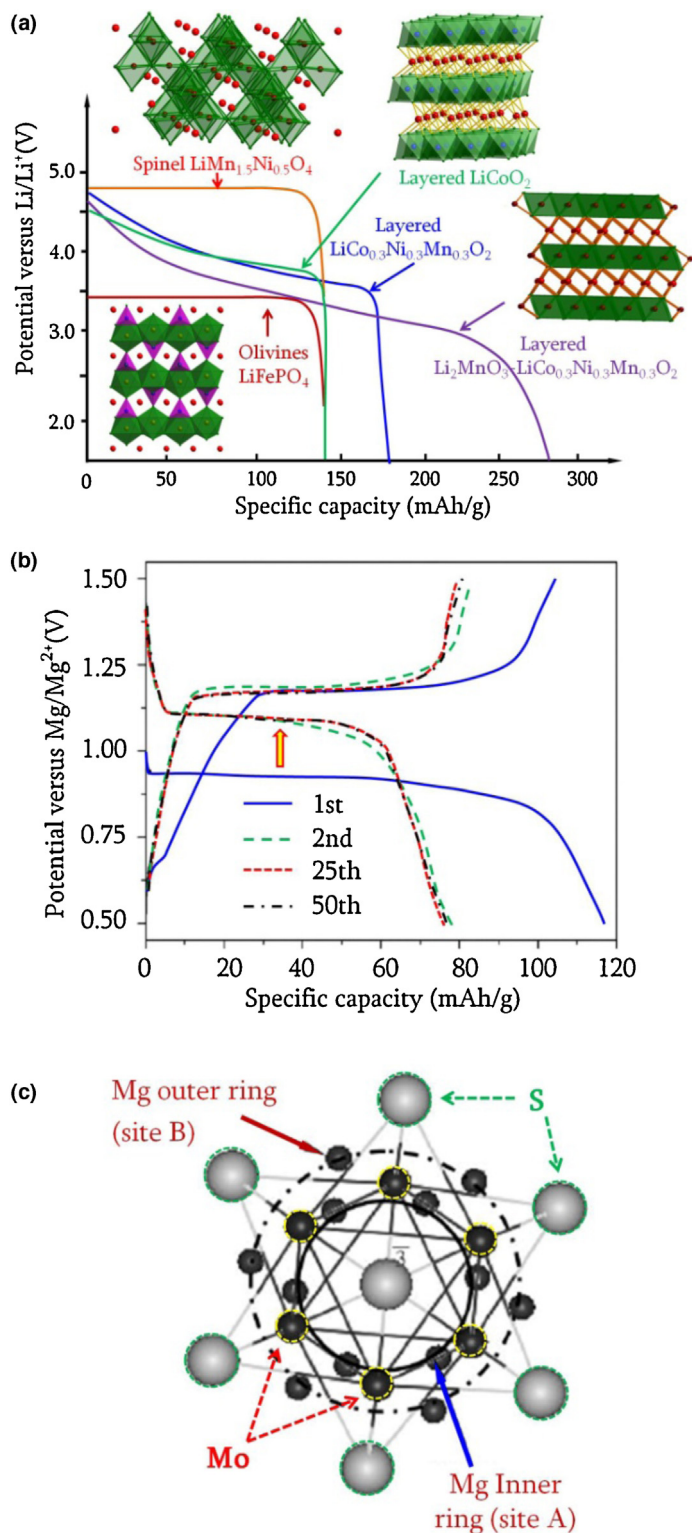 (a)
Potential versus Li/Li⁺(V)
5.0
4.0
3.0
2.0
Spinel LiMn₁.₅Ni₀.₅O₄
Layered LiCoO₂
Layered
LiCo₀.₃Ni₀.₃Mn₀.₃O₂
Olivines
LiFePO₄
Layered
Li₂MnO₃-LiCo₀.₃Ni₀.₃Mn₀.₃O₂
0
50
100
150
200
250
300
Specific capacity (mAh/g)
(b)
Potential versus Mg/Mg²⁺(V)
1.50
1.25
1.00
0.75
0.50
1st
2nd
25th
50th
0
20
40
60
80
100
120
Specific capacity (mAh/g)
(c)
Mg outer ring
(site B)
S
3̅
Mo
Mg Inner
ring (site A)